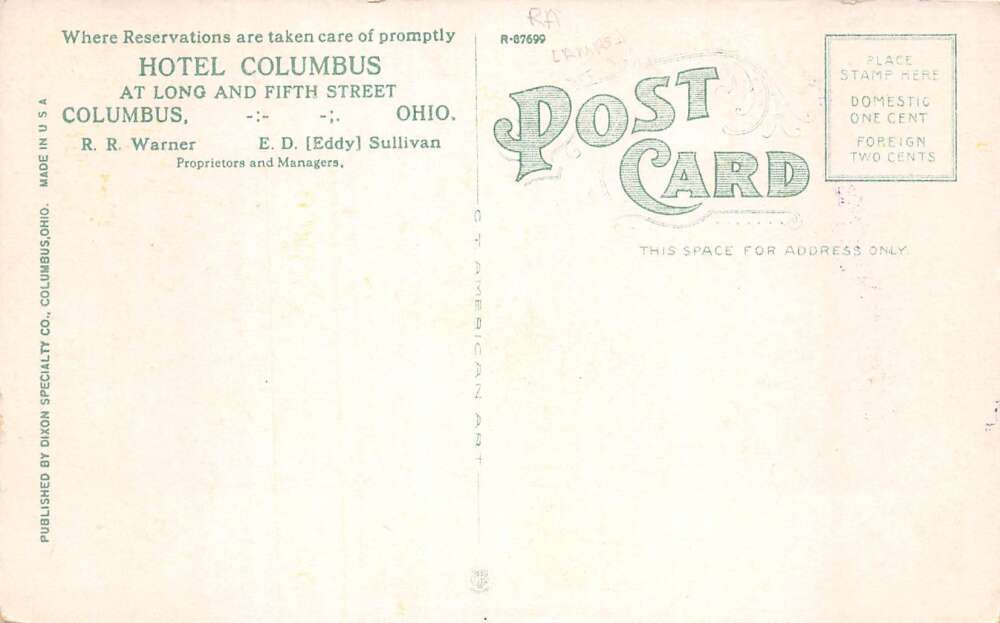 Where Reservations are taken care of promptly
HOTEL COLUMBUS
AT LONG AND FIFTH STREET
COLUMBUS, -:- -:. OHIO.
R. R. Warner E. D. [Eddy] Sullivan
Proprietors and Managers.
PUBLISHED BY DIXON SPECIALTY CO., COLUMBUS, OHIO. MADE IN U S A
C T AMERICAN ART
R-87699
RA
POST
CARD
THIS SPACE FOR ADDRESS ONLY.
PLACE
STAMP HERE
DOMESTIC
ONE CENT
FOREIGN
TWO CENTS